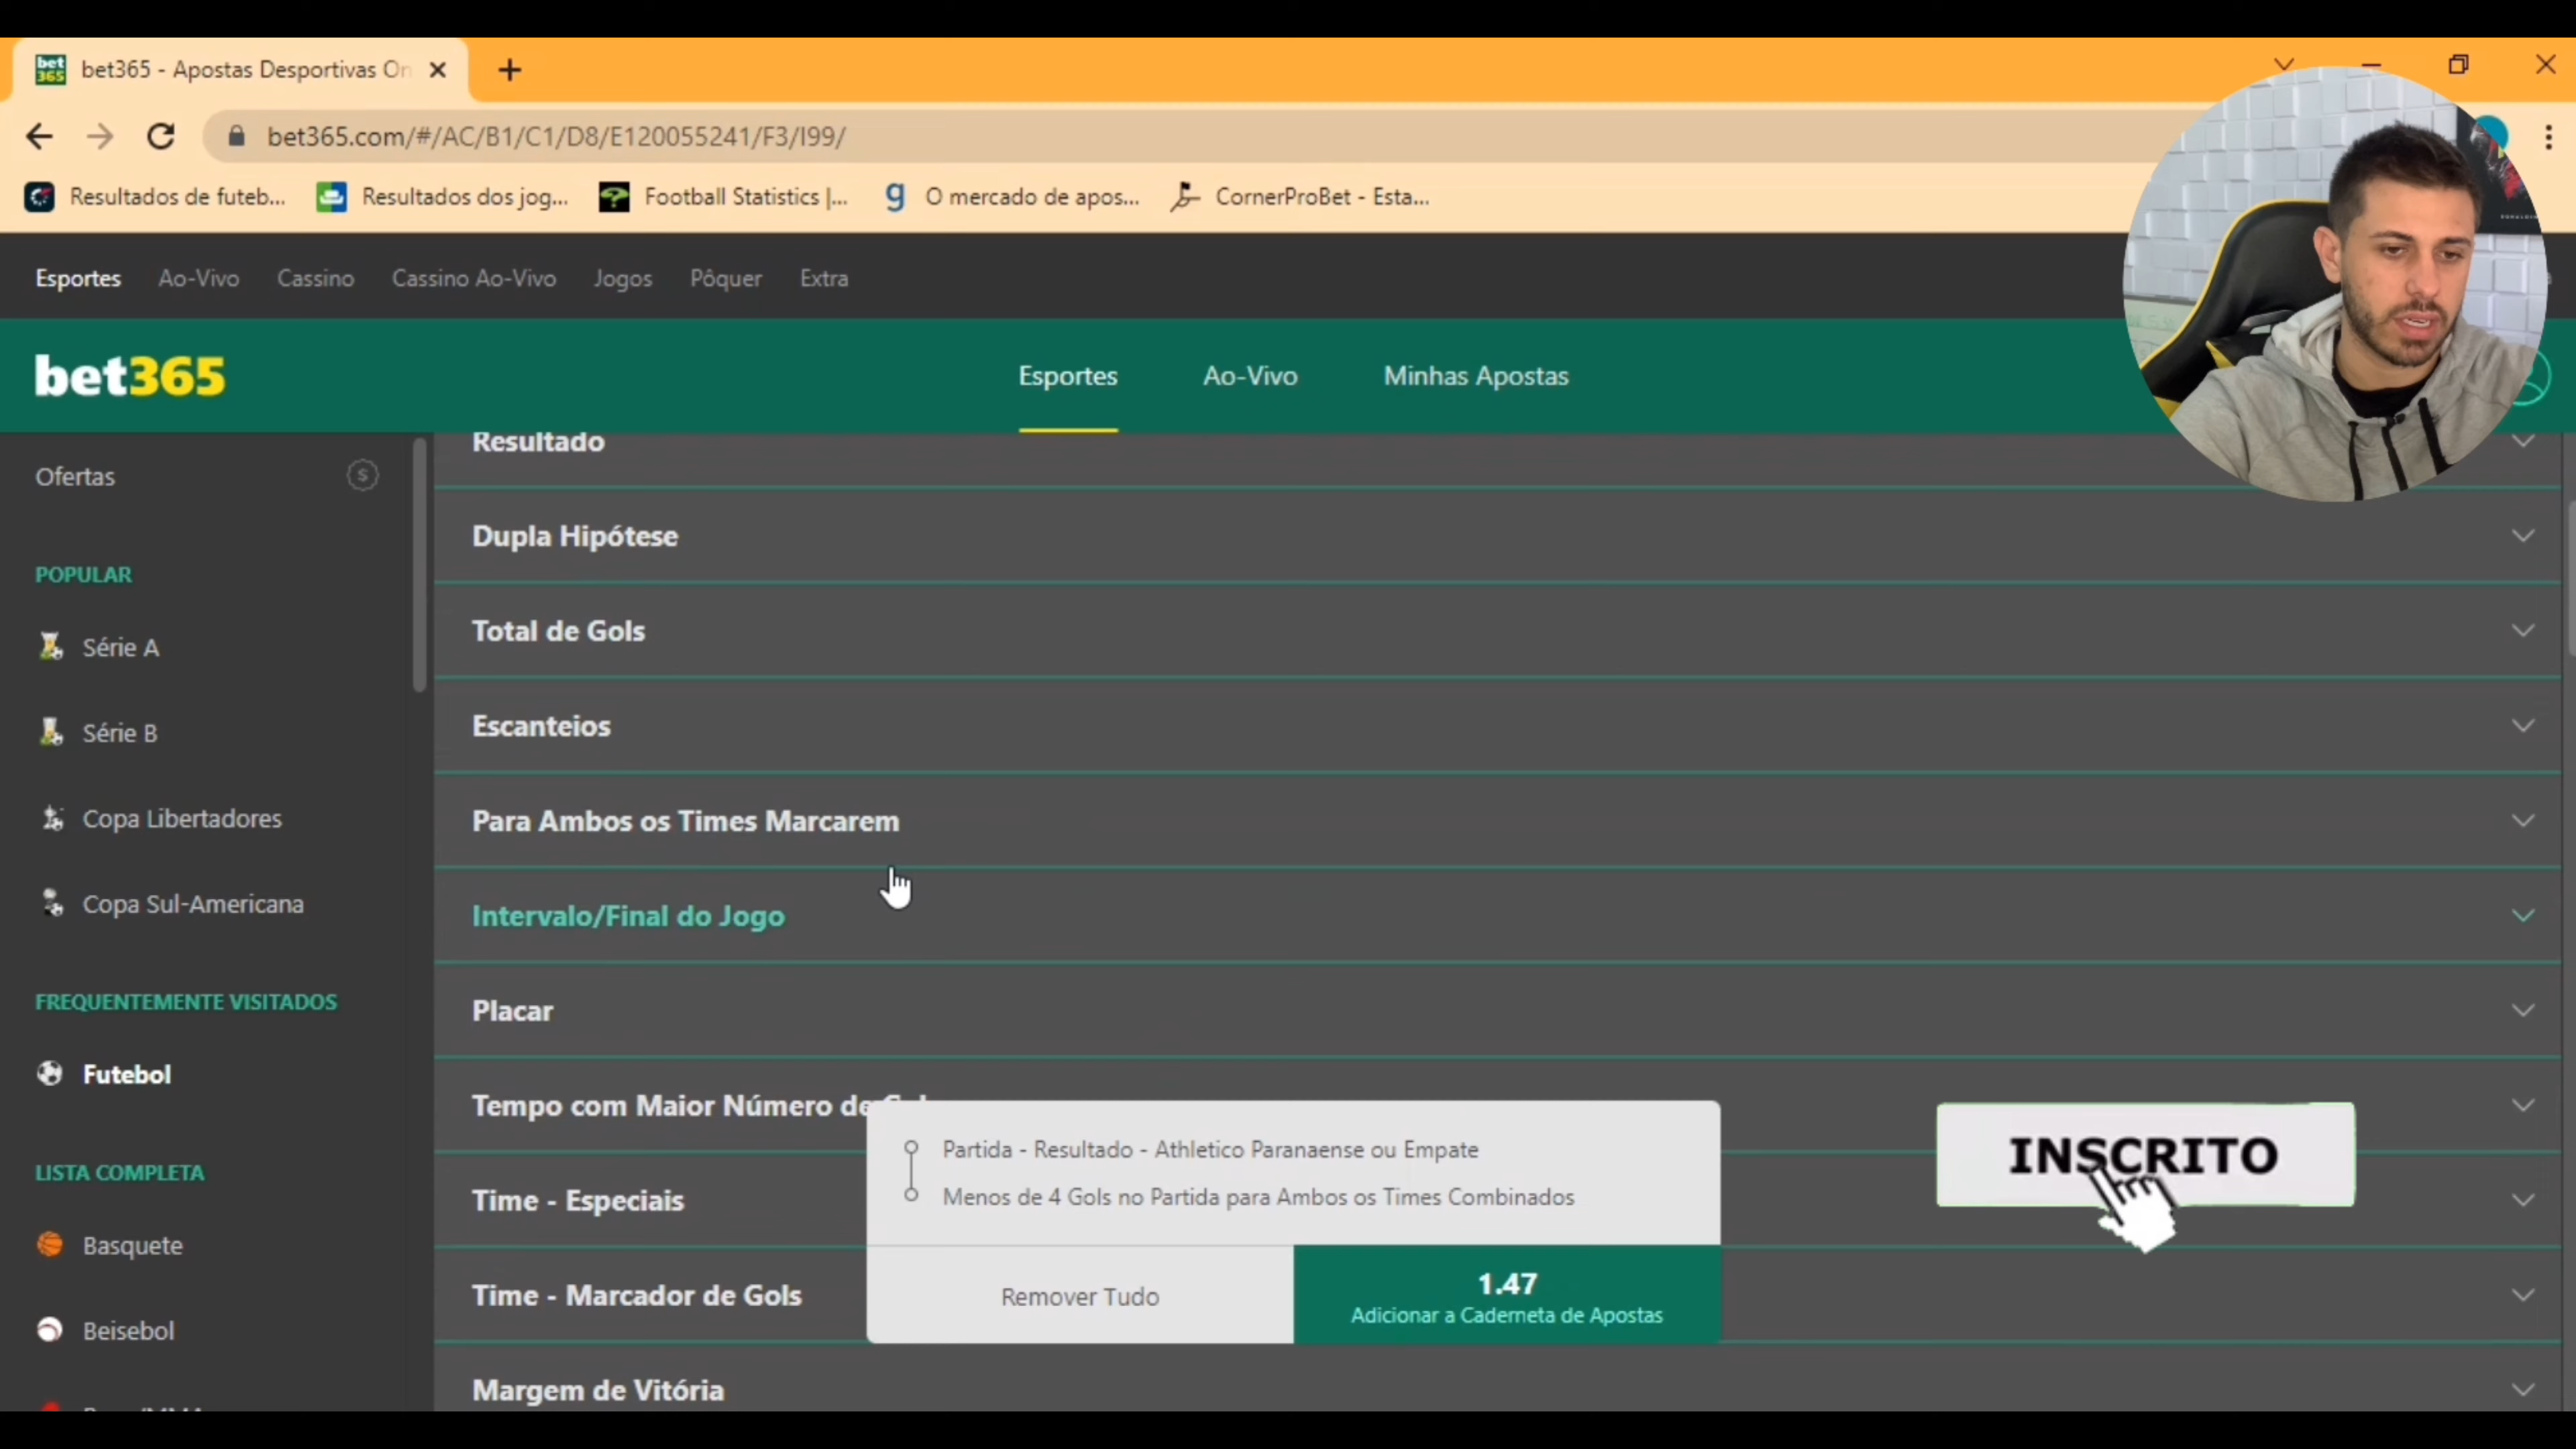 bet365 - Apostas Desportivas On
bet365.com/#/AC/B1/C1/D8/E120055241/F3/I99/
Resultados de futeb... Resultados dos jog... Football Statistics |... O mercado de apos... CornerProBet - Esta...
Esportes Ao-Vivo Cassino Cassino Ao-Vivo Jogos Pôquer Extra
bet365
Esportes Ao-Vivo Minhas Apostas
Ofertas
POPULAR
Série A
Série B
Copa Libertadores
Copa Sul-Americana
FREQUENTEMENTE VISITADOS
Futebol
LISTA COMPLETA
Basquete
Beisebol
Resultado
Dupla Hipótese
Total de Gols
Escanteios
Para Ambos os Times Marcarem
Intervalo/Final do Jogo
Placar
Tempo com Maior Número de
Time - Especiais
Time - Marcador de Gols
Margem de Vitória
Partida - Resultado - Athletico Paranaense ou Empate
Menos de 4 Gols no Partida para Ambos os Times Combinados
Remover Tudo
1.47
Adicionar a Caderneta de Apostas
INSCRITO